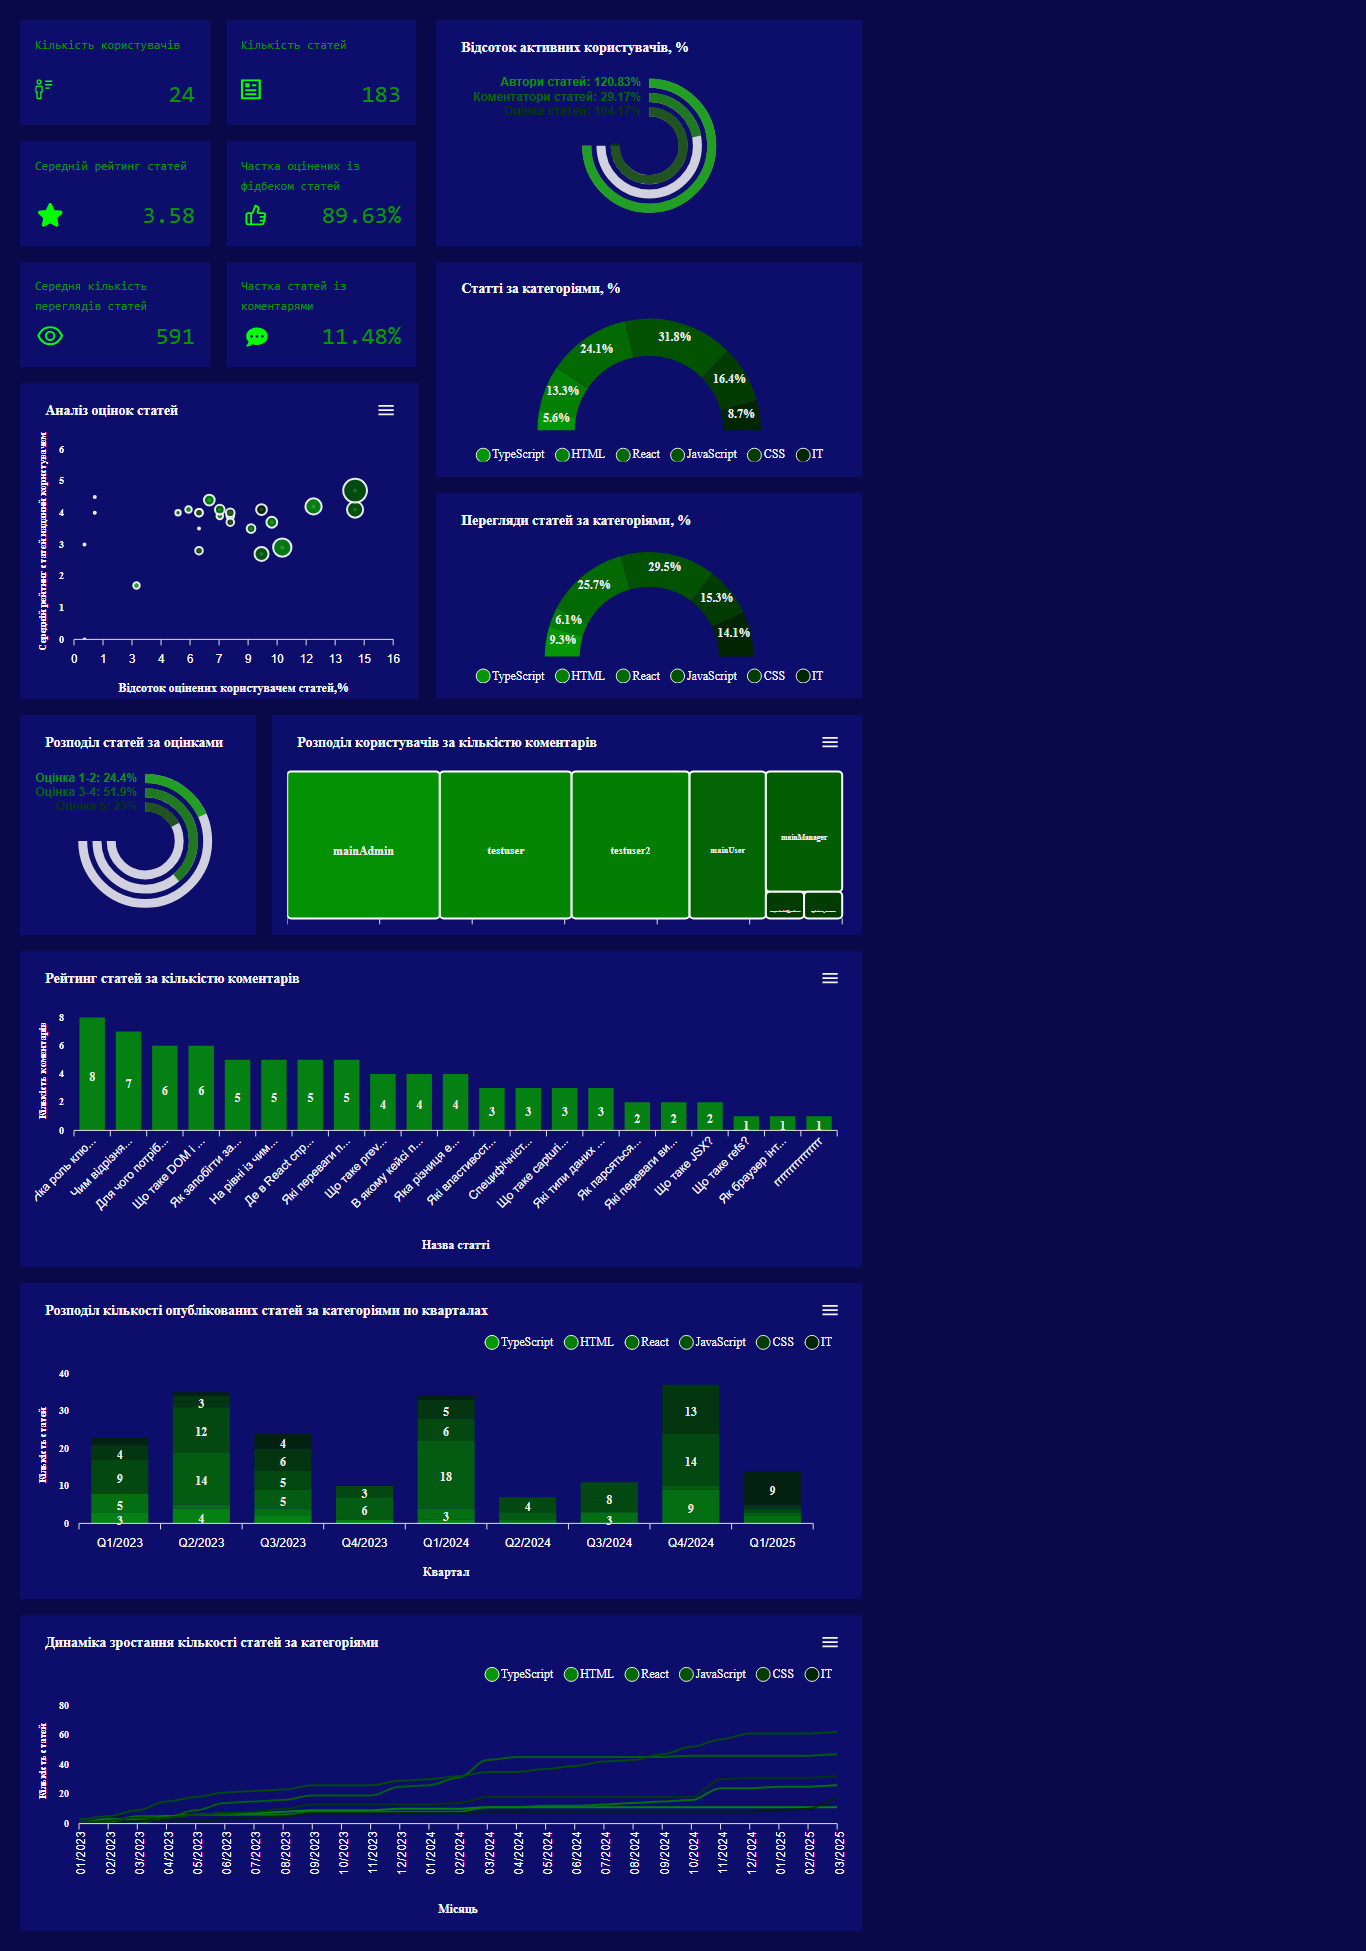 Кількість користувачів
24
Кількість статей
183
Середній рейтинг статей
3.58
Частка оцінених із
фідбеком статей
89.63%
Середня кількість
переглядів статей
591
Частка статей із
коментарями
11.48%
Відсоток активних користувачів, %
Автори статей: 120.83%
Коментатори статей: 29.17%
Оцінка статей: 104.17%
Статті за категоріями, %
5.6%
13.3%
24.1%
31.8%
16.4%
8.7%
TypeScript HTML React JavaScript CSS IT
Аналіз оцінок статей
Середній рейтинг статей наданий користувачем
6
5
4
3
2
1
0
0 1 3 4 6 7 9 10 12 13 15 16
Відсоток оцінених користувачем статей,%
Перегляди статей за категоріями, %
9.3%
6.1%
25.7%
29.5%
15.3%
14.1%
TypeScript HTML React JavaScript CSS IT
Розподіл статей за оцінками
Оцінка 1-2: 24.4%
Оцінка 3-4: 51.9%
Оцінка 5: 23%
Розподіл користувачів за кількістю коментарів
mainAdmin
testuser
testuser2
mainUser
mainManager
Рейтинг статей за кількістю коментарів
Кількість коментарів
8
6
4
2
0
8 7 6 6 5 5 5 5 4 4 4 3 3 3 3 2 2 2 1 1 1
Яка роль клю...
Чим відрізня...
Для чого потріб...
Що таке DOM і ...
Як запобігти за...
На рівні із чим...
Де в React спр...
Які переваги п...
Що таке prev...
В якому кейсі п...
Яка різниця е...
Які властивост...
Специфічніст...
Що таке capturi...
Які типи даних ...
Як парсяться...
Які переваги ви...
Що таке JSX?
Що таке refs?
Як браузер інт...
Назва статті
Розподіл кількості опублікованих статей за категоріями по кварталах
TypeScript HTML React JavaScript CSS IT
Кількість статей
40
30
20
10
0
4
9
5
3
3
12
14
4
4
6
5
5
3
6
5
6
18
3
4
8
3
13
14
9
9
Q1/2023 Q2/2023 Q3/2023 Q4/2023 Q1/2024 Q2/2024 Q3/2024 Q4/2024 Q1/2025
Квартал
Динаміка зростання кількості статей за категоріями
TypeScript HTML React JavaScript CSS IT
Кількість статей
80
60
40
20
0
01/2023 02/2023 03/2023 04/2023 05/2023 06/2023 07/2023 08/2023 09/2023 10/2023 11/2023 12/2023 01/2024 02/2024 03/2024 04/2024 05/2024 06/2024 07/2024 08/2024 09/2024 10/2024 11/2024 12/2024 01/2025 02/2025 03/2025
Місяць